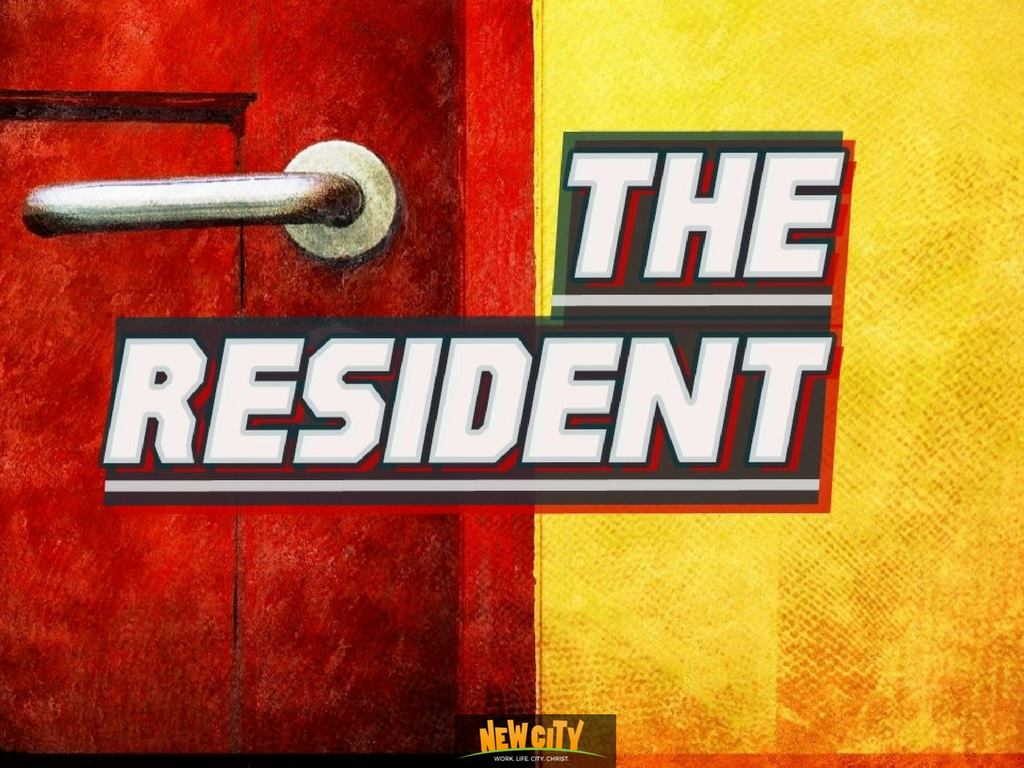 THE
RESIDENT
NEW CITY
WORK. LIFE. CITY. CHRIST.